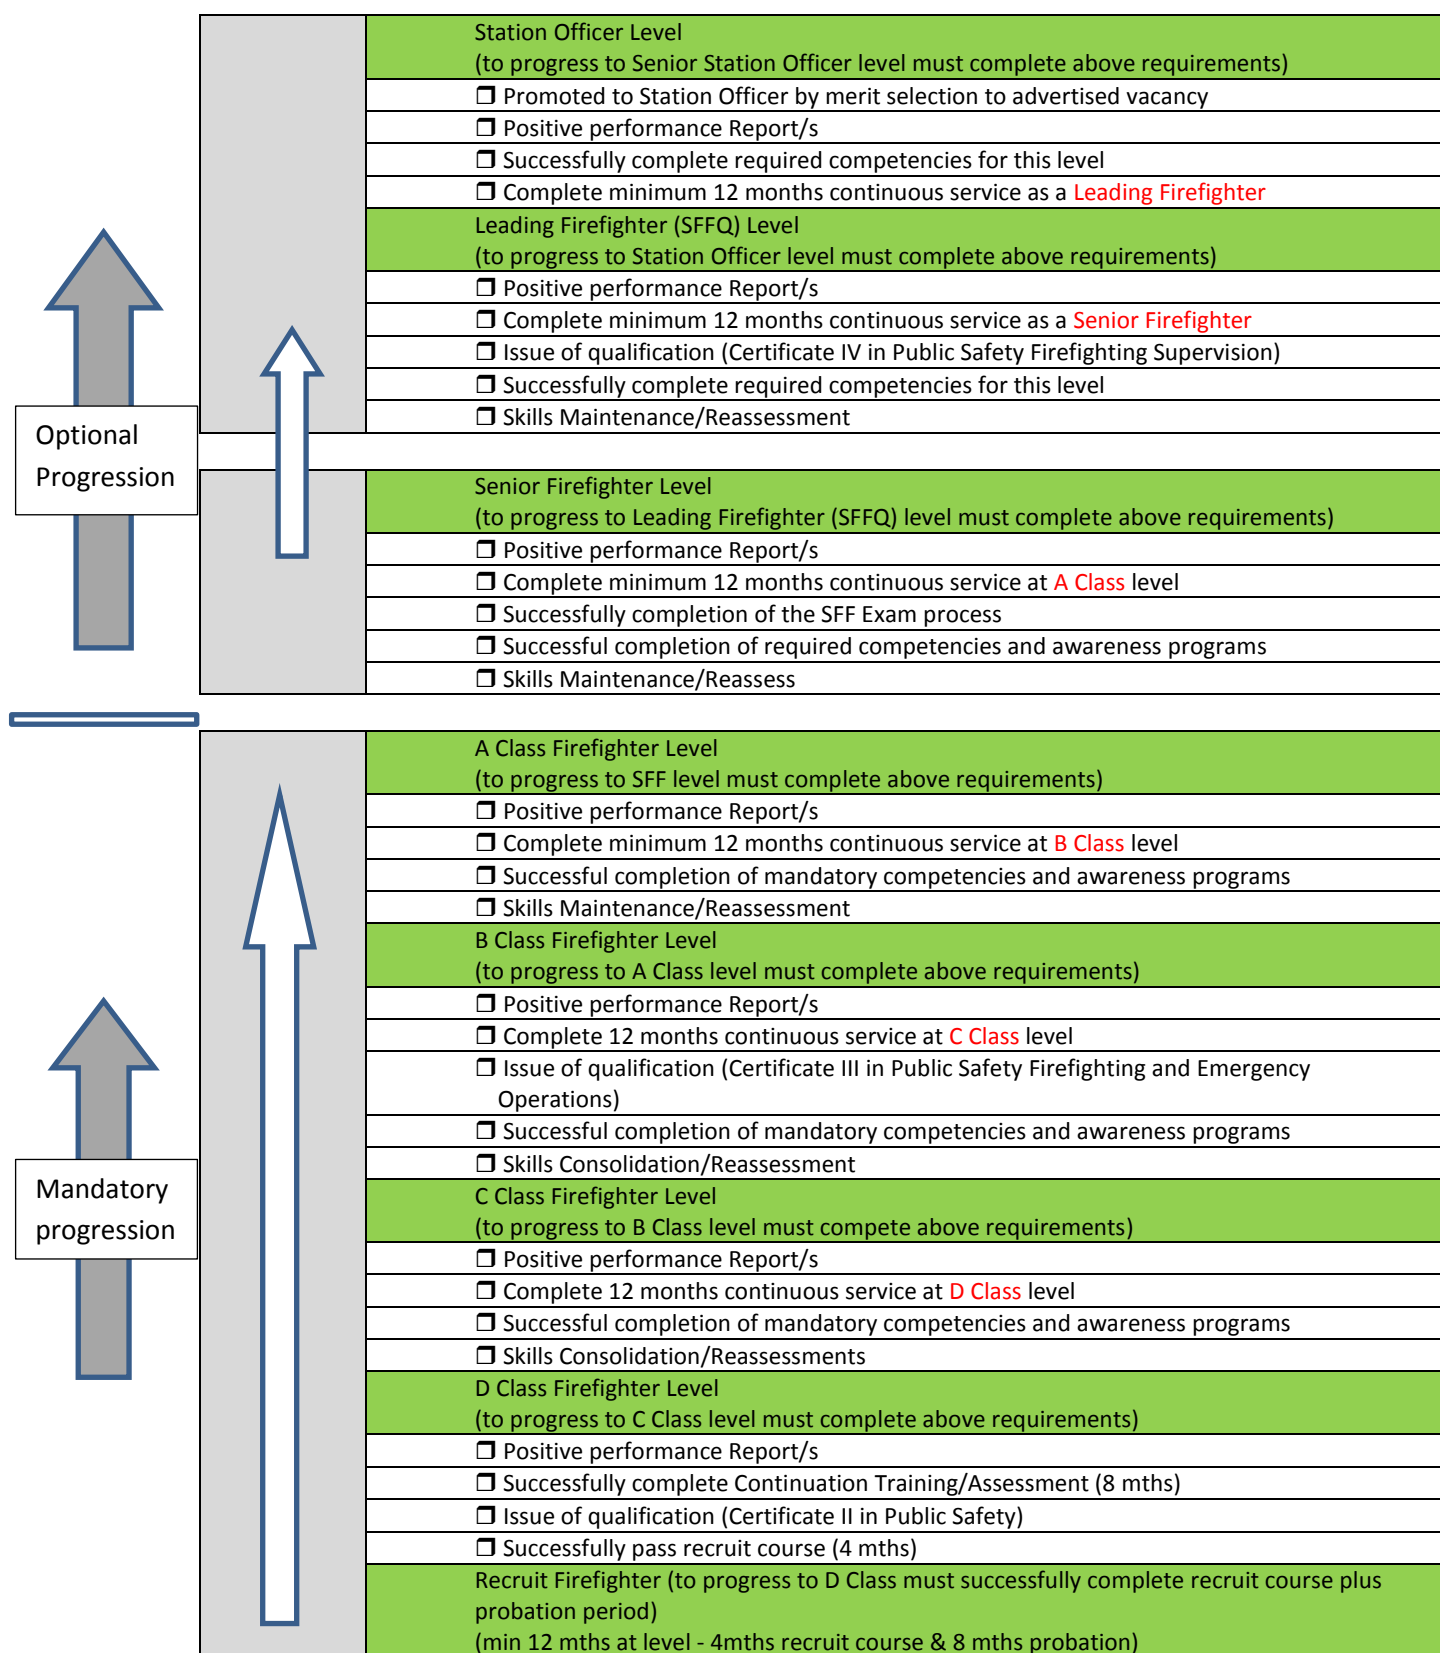 Station Officer Level
(to progress to Senior Station Officer level must complete above requirements)
❒ Promoted to Station Officer by merit selection to advertised vacancy
❒ Positive performance Report/s
❒ Successfully complete required competencies for this level
❒ Complete minimum 12 months continuous service as a Leading Firefighter
Leading Firefighter (SFFQ) Level
(to progress to Station Officer level must complete above requirements)
❒ Positive performance Report/s
❒ Complete minimum 12 months continuous service as a Senior Firefighter
❒ Issue of qualification (Certificate IV in Public Safety Firefighting Supervision)
❒ Successfully complete required competencies for this level
❒ Skills Maintenance/Reassessment
Optional
Progression
Senior Firefighter Level
(to progress to Leading Firefighter (SFFQ) level must complete above requirements)
❒ Positive performance Report/s
❒ Complete minimum 12 months continuous service at A Class level
❒ Successfully completion of the SFF Exam process
❒ Successful completion of required competencies and awareness programs
❒ Skills Maintenance/Reassess
A Class Firefighter Level
(to progress to SFF level must complete above requirements)
❒ Positive performance Report/s
❒ Complete minimum 12 months continuous service at B Class level
❒ Successful completion of mandatory competencies and awareness programs
❒ Skills Maintenance/Reassessment
B Class Firefighter Level
(to progress to A Class level must complete above requirements)
❒ Positive performance Report/s
❒ Complete 12 months continuous service at C Class level
❒ Issue of qualification (Certificate III in Public Safety Firefighting and Emergency
Operations)
❒ Successful completion of mandatory competencies and awareness programs
❒ Skills Consolidation/Reassessment
Mandatory
progression
C Class Firefighter Level
(to progress to B Class level must compete above requirements)
❒ Positive performance Report/s
❒ Complete 12 months continuous service at D Class level
❒ Successful completion of mandatory competencies and awareness programs
❒ Skills Consolidation/Reassessments
D Class Firefighter Level
(to progress to C Class level must complete above requirements)
❒ Positive performance Report/s
❒ Successfully complete Continuation Training/Assessment (8 mths)
❒ Issue of qualification (Certificate II in Public Safety)
❒ Successfully pass recruit course (4 mths)
Recruit Firefighter (to progress to D Class must successfully complete recruit course plus
probation period)
(min 12 mths at level - 4mths recruit course & 8 mths probation)